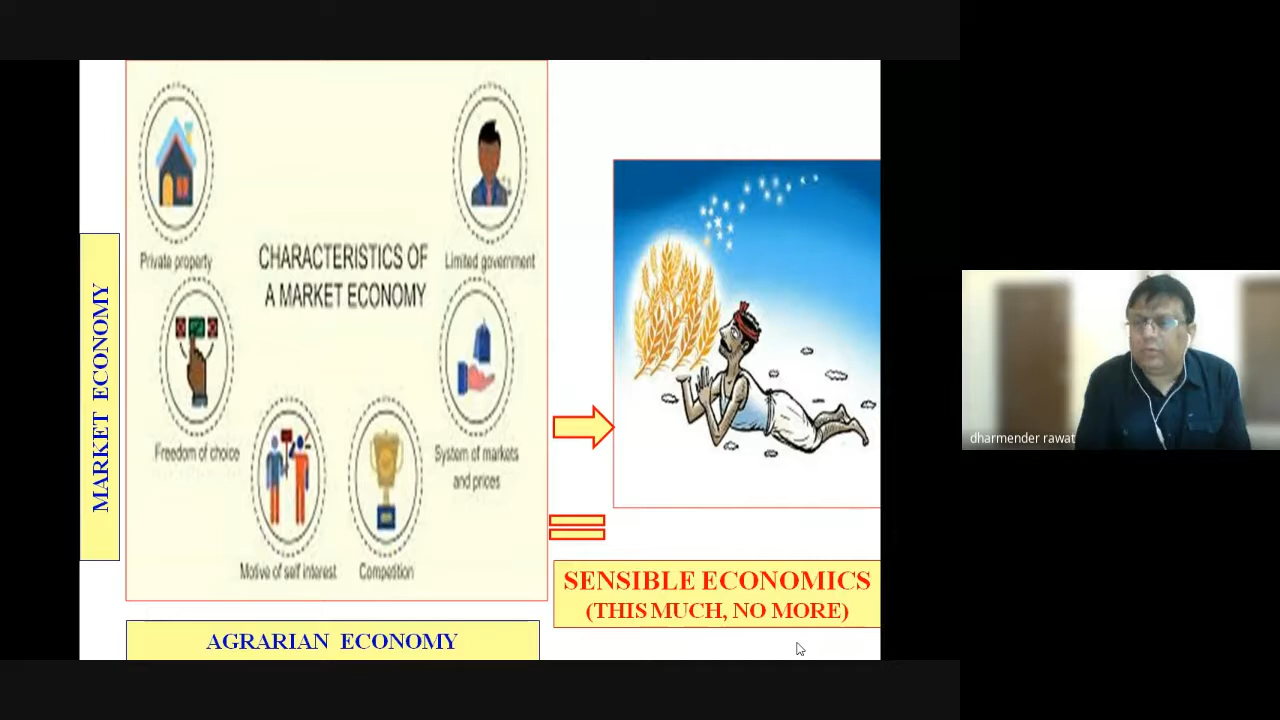 MARKET ECONOMY
CHARACTERISTICS OF
A MARKET ECONOMY
Private property
Limited government
Freedom of choice
System of markets
and prices
Motive of self interest
Competition
SENSIBLE ECONOMICS
(THIS MUCH, NO MORE)
AGRARIAN ECONOMY
dharmender rawat